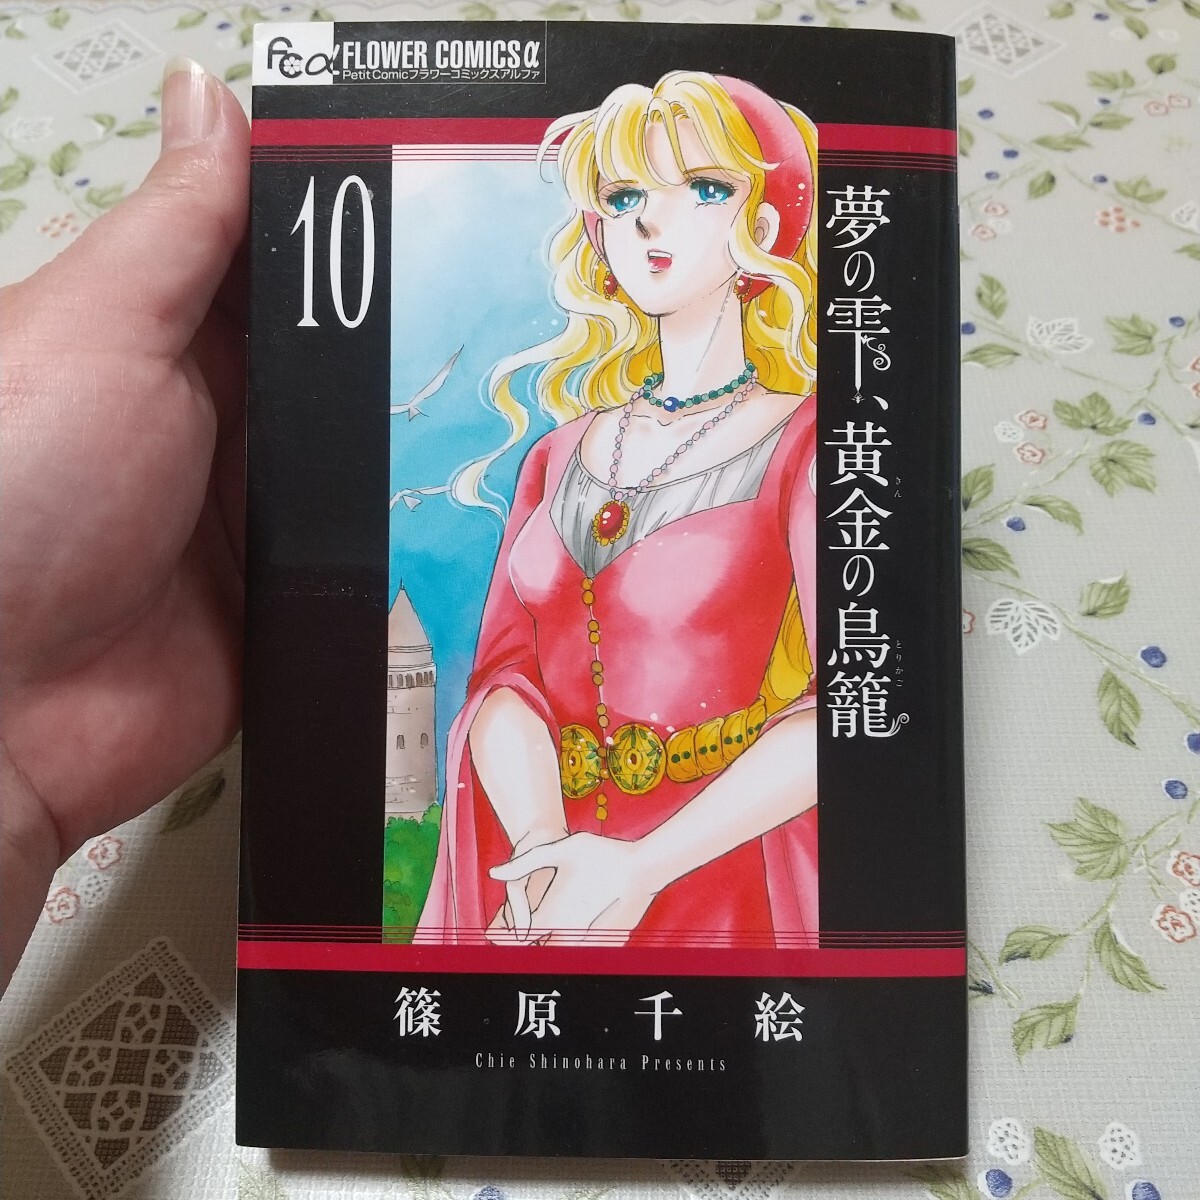 FCα FLOWER COMICSα
Petit Comicフラワーコミックスアルファ
10
夢の雫、黄金の鳥籠
きん
とりかご
篠原千絵
Chie Shinohara Presents